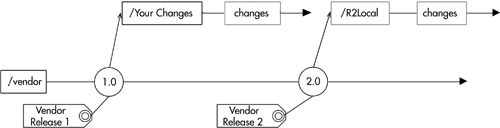 /Your Changes
changes
/R2Local
changes
/vendor
1.0
2.0
Vendor
Release 1
Vendor
Release 2